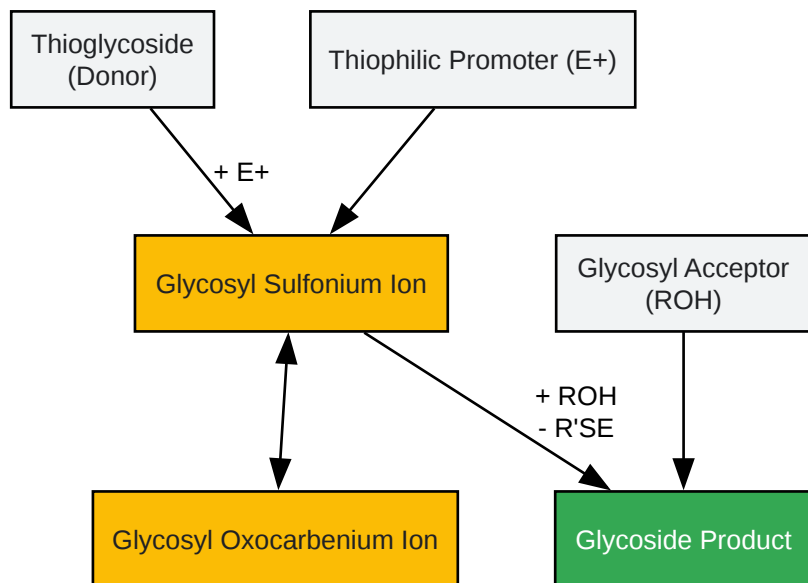 Thioglycoside
(Donor)
Thiophilic Promoter (E+)
+ E+
Glycosyl Sulfonium Ion
Glycosyl Acceptor
(ROH)
+ ROH
- R'SE
Glycosyl Oxocarbenium Ion
Glycoside Product